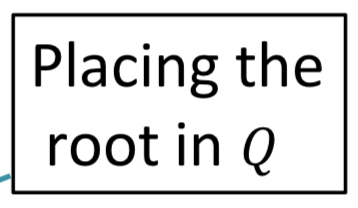 Placing the
root in Q